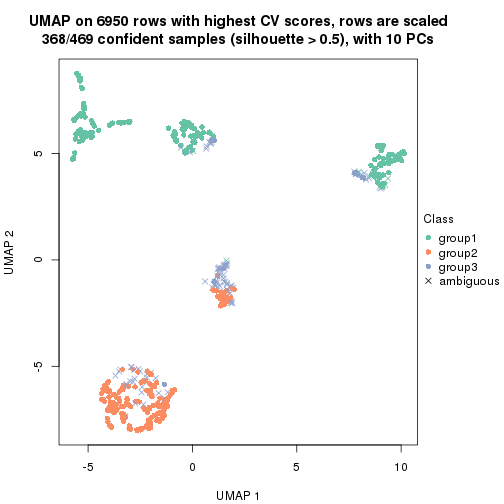 UMAP on 6950 rows with highest CV scores, rows are scaled
368/469 confident samples (silhouette > 0.5), with 10 PCs
5
0
-5
UMAP 2
-5
0
5
10
UMAP 1
Class
group1
group2
group3
ambiguous